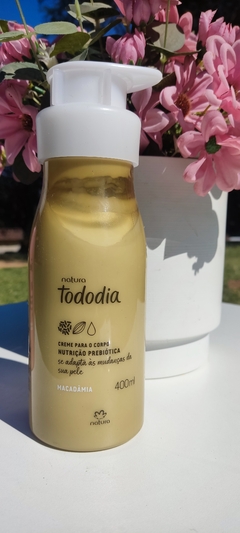 natura
tododia
CREME PARA O CORPO
NUTRIÇÃO PREBIÓTICA
se adapta às mudanças da
sua pele
400ml
MACADÂMIA
natura